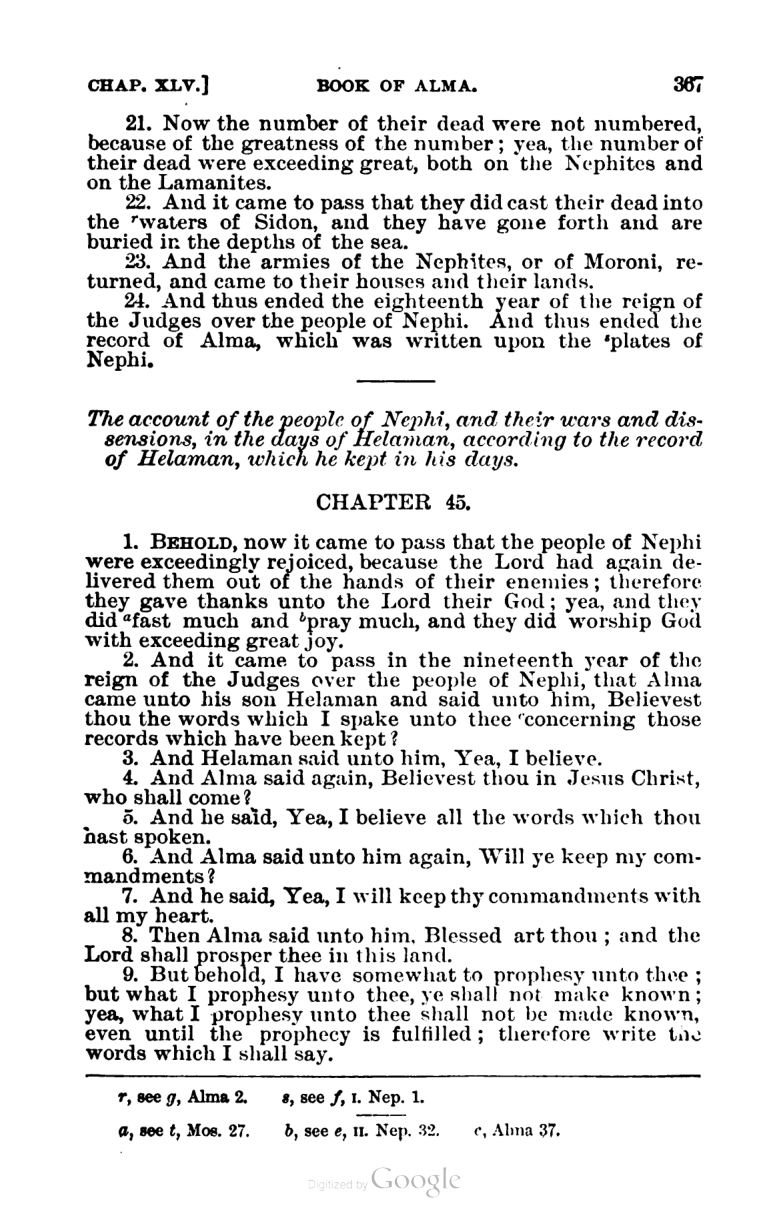 CHAP. XLV.] BOOK OF ALMA. 367
21. Now the number of their dead were not numbered,
because of the greatness of the number; yea, the number of
their dead were exceeding great, both on the Nephites and
on the Lamanites.
22. And it came to pass that they did cast their dead into
the ʳwaters of Sidon, and they have gone forth and are
buried in the depths of the sea.
23. And the armies of the Nephites, or of Moroni, re-
turned, and came to their houses and their lands.
24. And thus ended the eighteenth year of the reign of
the Judges over the people of Nephi. And thus ended the
record of Alma, which was written upon the ˢplates of
Nephi.
The account of the people of Nephi, and their wars and dis-
sensions, in the days of Helaman, according to the record
of Helaman, which he kept in his days.
CHAPTER 45.
1. BEHOLD, now it came to pass that the people of Nephi
were exceedingly rejoiced, because the Lord had again de-
livered them out of the hands of their enemies; therefore
they gave thanks unto the Lord their God; yea, and they
did ᵃfast much and ᵇpray much, and they did worship God
with exceeding great joy.
2. And it came to pass in the nineteenth year of the
reign of the Judges over the people of Nephi, that Alma
came unto his son Helaman and said unto him, Believest
thou the words which I spake unto thee ᶜconcerning those
records which have been kept?
3. And Helaman said unto him, Yea, I believe.
4. And Alma said again, Believest thou in Jesus Christ,
who shall come?
5. And he said, Yea, I believe all the words which thou
hast spoken.
6. And Alma said unto him again, Will ye keep my com-
mandments?
7. And he said, Yea, I will keep thy commandments with
all my heart.
8. Then Alma said unto him, Blessed art thou; and the
Lord shall prosper thee in this land.
9. But behold, I have somewhat to prophesy unto thee;
but what I prophesy unto thee, ye shall not make known;
yea, what I prophesy unto thee shall not be made known,
even until the prophecy is fulfilled; therefore write the
words which I shall say.
r, see g, Alma 2. s, see f, I. Nep. 1.
a, see t, Mos. 27. b, see e, II. Nep. 32. c, Alma 37.
Digitized by Google